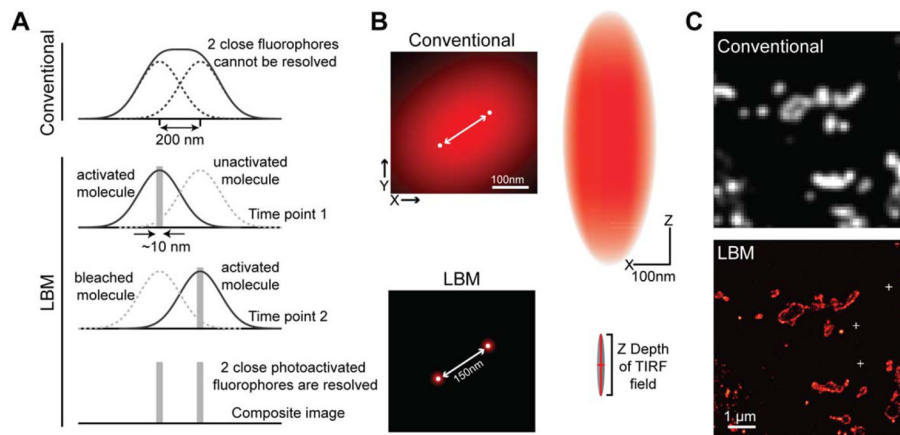 A
Conventional
2 close fluorophores
cannot be resolved
200 nm
LBM
activated
molecule
unactivated
molecule
Time point 1
~10 nm
bleached
molecule
activated
molecule
Time point 2
2 close photoactivated
fluorophores are resolved
Composite image
B
Conventional
Y
X
100nm
Z
X
100nm
LBM
150nm
Z Depth
of TIRF
field
C
Conventional
LBM
1 µm